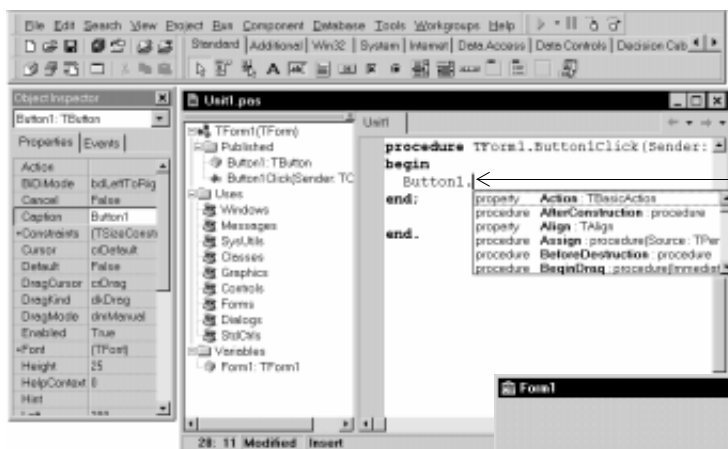 File Edit Search View Project Run Component Database Tools Workgroups Help
Standard Additional Win32 System Internet Data Access Data Controls Decision Cub
Object Inspector
Button1: TButton
Properties Events
Action
BiDiMode bdLeftToRig
Cancel False
Caption Button1
+Constraints (TSizeConstr
Cursor crDefault
Default False
DragCursor crDrag
DragKind dkDrag
DragMode dmManual
Enabled True
+Font (TFont)
Height 25
HelpContext 0
Hint
Unit1.pas
TForm1(TForm)
Published
Button1: TButton
Button1Click(Sender: TO
Uses
Windows
Messages
SysUtils
Classes
Graphics
Controls
Forms
Dialogs
StdCtrls
Variables
Form1: TForm1
Unit1
procedure TForm1.Button1Click(Sender:
begin
Button1.
end;
end.
property Action : TBasicAction
procedure AfterConstruction : procedure
property Align : TAlign
procedure Assign : procedure(Source : TPer
procedure BeforeDestruction : procedure
procedure BeginDrag : procedure(Immediat
28: 11 Modified Insert
Form1